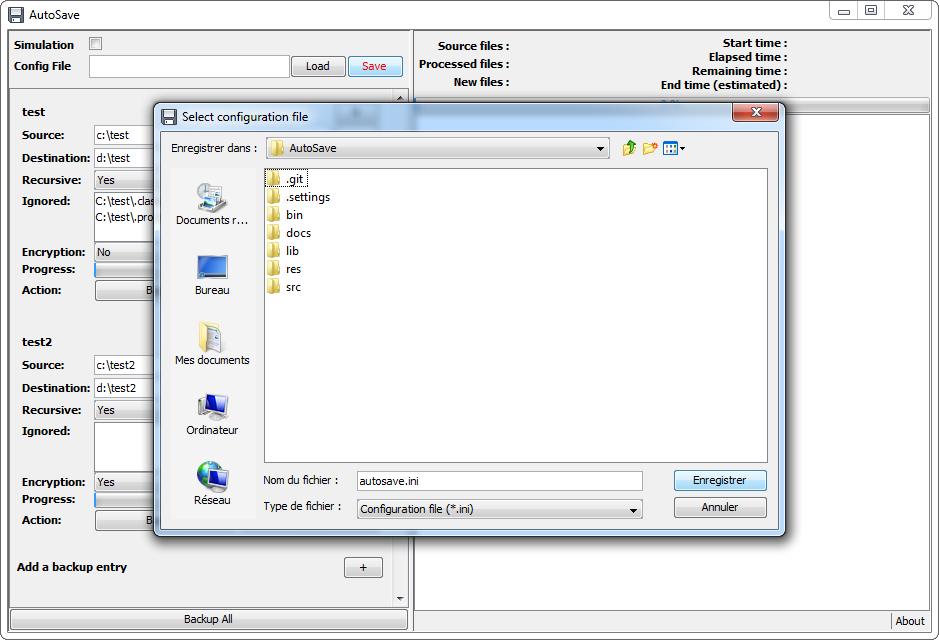 AutoSave
Simulation
Config File
Load
Save
Source files :
Processed files :
New files :
Start time :
Elapsed time :
Remaining time :
End time (estimated) :
test
Source:
c:\test
Destination:
d:\test
Recursive:
Yes
Ignored:
C:\test\.clas
C:\test\.pro
Encryption:
No
Progress:
Action:
B
test2
Source:
c:\test2
Destination:
d:\test2
Recursive:
Yes
Ignored:
Encryption:
Yes
Progress:
Action:
B
Add a backup entry
+
Backup All
About
Select configuration file
Enregistrer dans :
AutoSave
Documents r...
Bureau
Mes documents
Ordinateur
Réseau
.git
.settings
bin
docs
lib
res
src
Nom du fichier :
autosave.ini
Enregistrer
Type de fichier :
Configuration file (*.ini)
Annuler